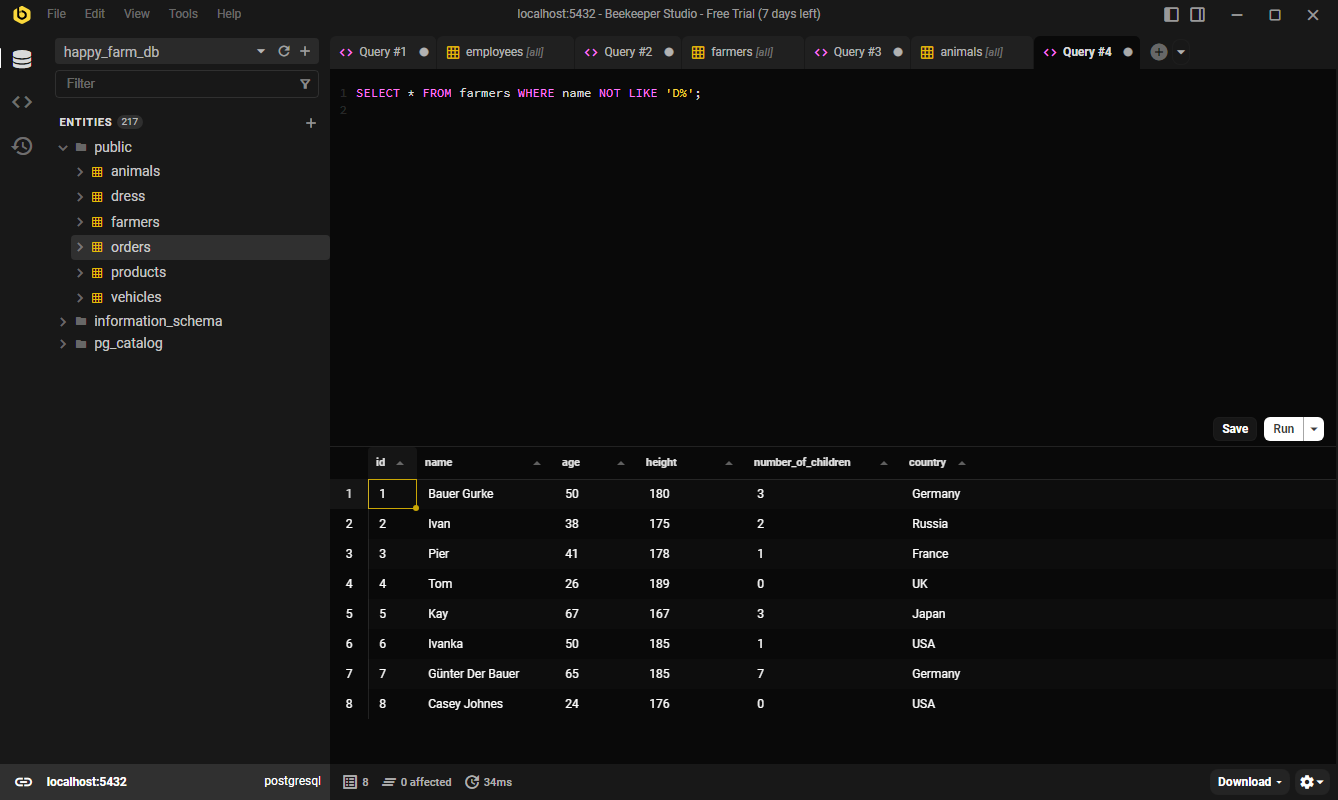 File Edit View Tools Help
localhost:5432 - Beekeeper Studio - Free Trial (7 days left)
happy_farm_db
Filter
ENTITIES 217
public
animals
dress
farmers
orders
products
vehicles
information_schema
pg_catalog
Query #1 employees [all] Query #2 farmers [all] Query #3 animals [all] Query #4
1 SELECT * FROM farmers WHERE name NOT LIKE 'D%';
2
Save Run
id name age height number_of_children country
1 1 Bauer Gurke 50 180 3 Germany
2 2 Ivan 38 175 2 Russia
3 3 Pier 41 178 1 France
4 4 Tom 26 189 0 UK
5 5 Kay 67 167 3 Japan
6 6 Ivanka 50 185 1 USA
7 7 Günter Der Bauer 65 185 7 Germany
8 8 Casey Johnes 24 176 0 USA
localhost:5432 postgresql
8 0 affected 34ms
Download